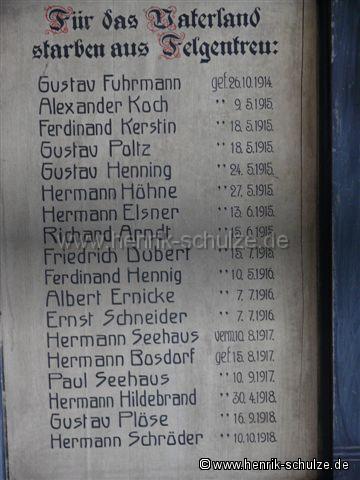 Für das Vaterland
starben aus Felgentreu:
Gustav Fuhrmann gef. 26.10.1914.
Alexander Koch " 9. 5.1915.
Ferdinand Kerstin " 18. 5.1915.
Gustav Poltz " 18. 5.1915.
Gustav Henning " 24. 5.1915.
Hermann Höhne " 27. 5.1915.
Hermann Elsner " 13. 6.1915.
Richard Arndt " 15. 6.1915.
www.henrik-schulze.de
Friedrich Dubert " 15. 7.1915.
Ferdinand Hennig " 10. 5.1916.
Albert Ernicke " 7. 7.1916.
Ernst Schneider " 7. 7.1916.
Hermann Seehaus verm. 10. 8.1917.
Hermann Bosdorf gef. 15. 8.1917.
Paul Seehaus " 10. 9.1917.
Hermann Hildebrand " 30. 4.1918.
Gustav Plöse " 16. 9.1918.
Hermann Schröder " 10.10.1918.
© www.henrik-schulze.de